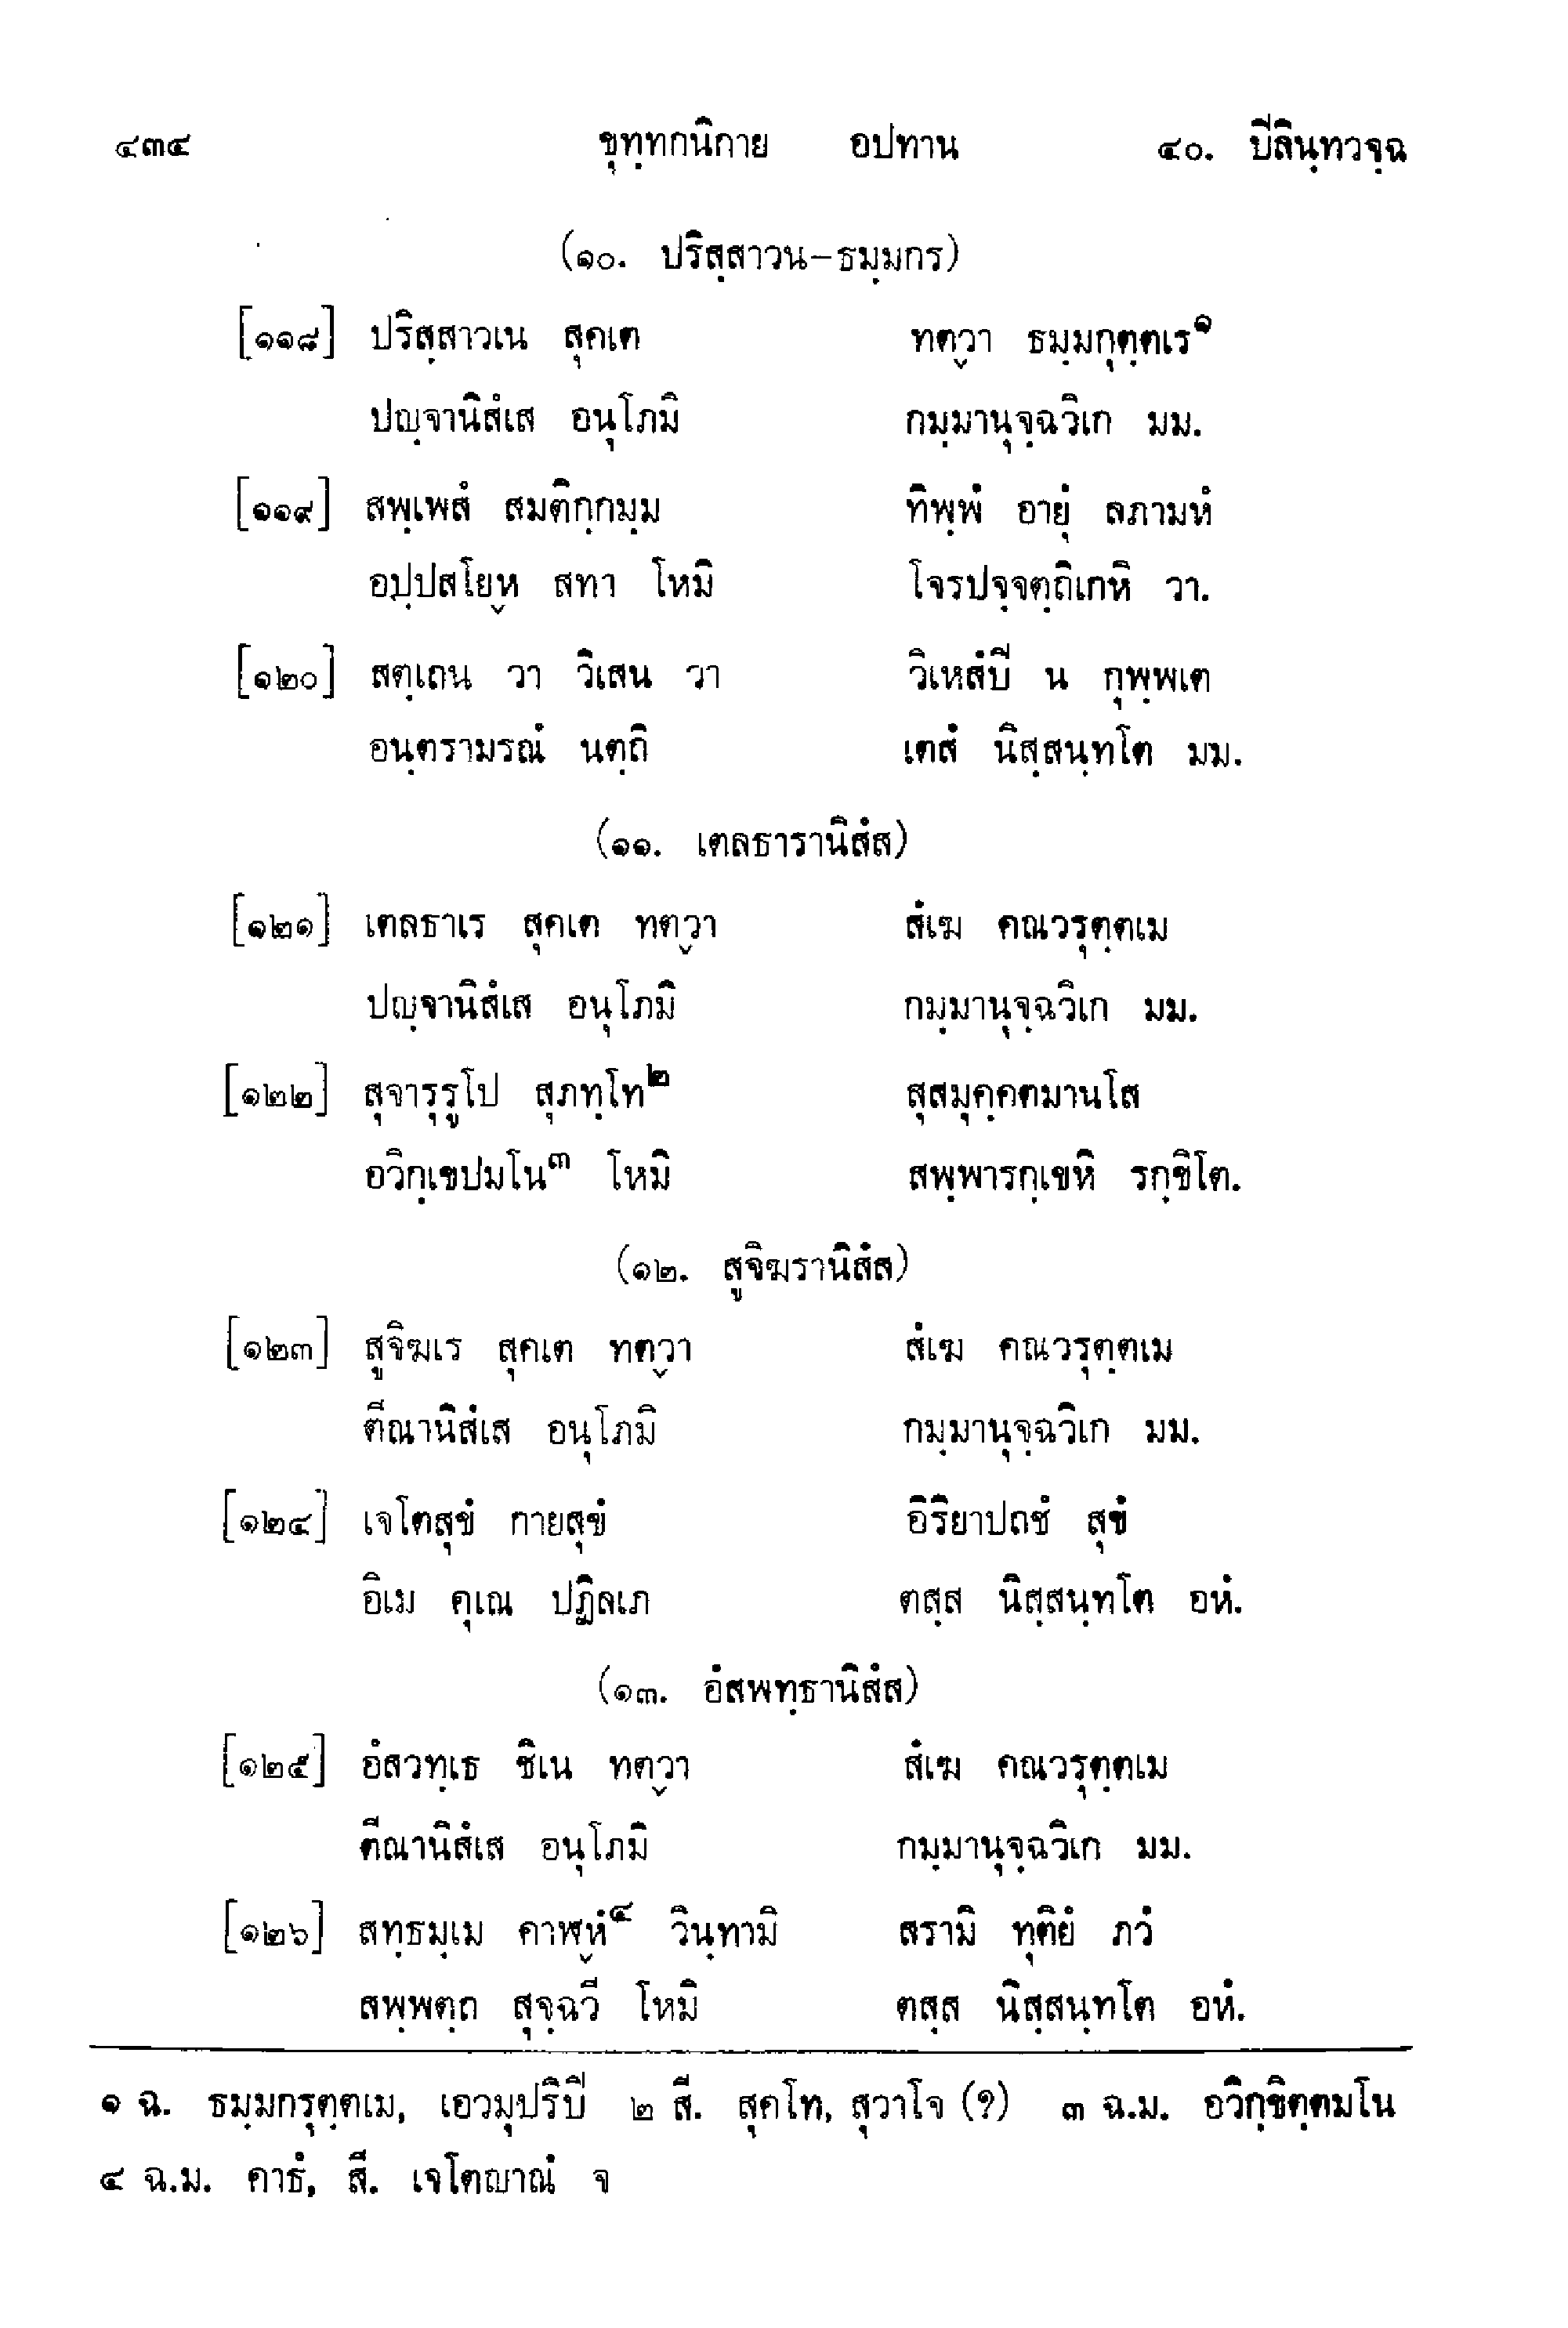 ๔๓๔ ขุทฺทกนิกาย อปทาน ๔๐. ปีลินฺทวจฺฉ
(๑๐. ปริสฺสาวน-ธมฺมกร)
[๑๑๘] ปริสฺสาวเน สุคเต ทตฺวา ธมฺมกุตฺตเร๑
ปญฺจานิสํเส อนุโภมิ กมฺมานุจฺฉวิเก มม.
[๑๑๙] สพฺเพสํ สมติกฺกมฺม ทิพฺพํ อายุํ ลภามหํ
อปฺปสโยฺห สทา โหมิ โจรปจฺจตฺถิเกหิ วา.
[๑๒๐] สตฺเถน วา วิเสน วา วิเหสํปี น กุพฺพเต
อนฺตรามรณํ นตฺถิ เตสํ นิสฺสนฺทโต มม.
(๑๑. เตลธารานิสํส)
[๑๒๑] เตลธาเร สุคเต ทตฺวา สํเฆ คณวรุตฺตเม
ปญฺจานิสํเส อนุโภมิ กมฺมานุจฺฉวิเก มม.
[๑๒๒] สุจารุรูโป สุภทฺโท๒ สุสมุคฺคตมานโส
อวิกฺเขปมโน๓ โหมิ สพฺพารกฺเขหิ รกฺขิโต.
(๑๒. สูจิฆรานิสํส)
[๑๒๓] สูจิฆเร สุคเต ทตฺวา สํเฆ คณวรุตฺตเม
ตีณานิสํเส อนุโภมิ กมฺมานุจฺฉวิเก มม.
[๑๒๔] เจโตสุขํ กายสุขํ อิริยาปถชํ สุขํ
อิเม คุเณ ปฏิลเภ ตสฺส นิสฺสนฺทโต อหํ.
(๑๓. อํสพทฺธานิสํส)
[๑๒๕] อํสวทฺเธ ชิเน ทตฺวา สํเฆ คณวรุตฺตเม
ตีณานิสํเส อนุโภมิ กมฺมานุจฺฉวิเก มม.
[๑๒๖] สทฺธมฺเม คาฬฺหํ๔ วินฺทามิ สรามิ ทุติยํ ภวํ
สพฺพตฺถ สุจฺฉวี โหมิ ตสฺส นิสฺสนฺทโต อหํ.
๑ ฉ. ธมฺมกรุตฺตเม, เอวมุปริปี ๒ สี. สุคโท, สุวาโจ (?) ๓ ฉ.ม. อวิกฺขิตฺตมโน
๔ ฉ.ม. คาธํ, สี. เจโตญาณํ จ